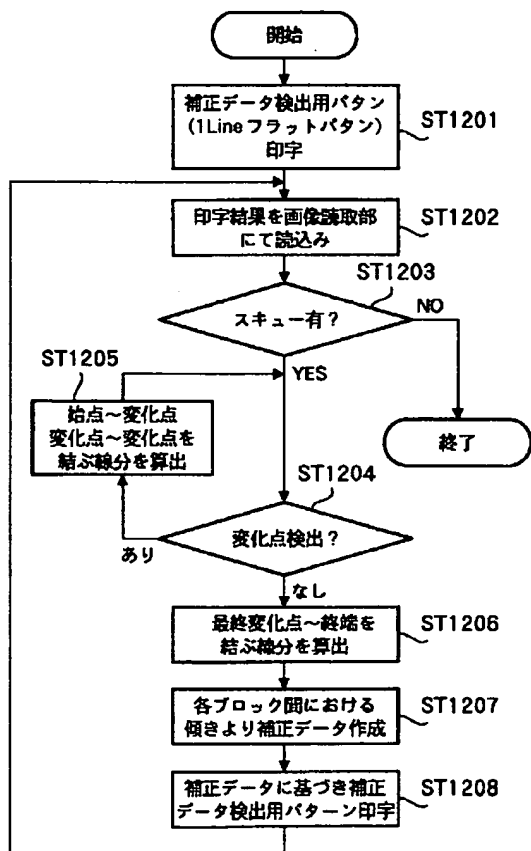 開始
補正データ検出用パタン
(1Lineフラットパタン)
印字
ST1201
印字結果を画像読取部
にて読込み
ST1202
ST1203
スキュー有?
NO
YES
ST1205
始点~変化点
変化点~変化点を
結ぶ線分を算出
終了
ST1204
変化点検出?
あり
なし
最終変化点~終端を
結ぶ線分を算出
ST1206
各ブロック間における
傾きより補正データ作成
ST1207
補正データに基づき補正
データ検出用パターン印字
ST1208